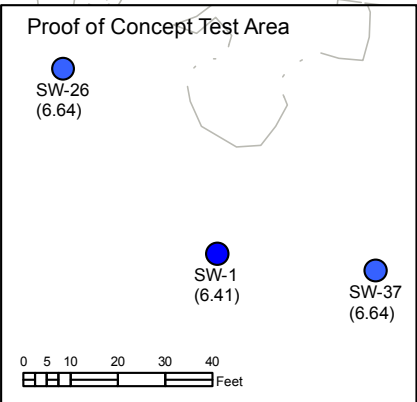 Proof of Concept Test Area
SW-26
(6.64)
SW-1
(6.41)
SW-37
(6.64)
0 5 10 20 30 40
Feet